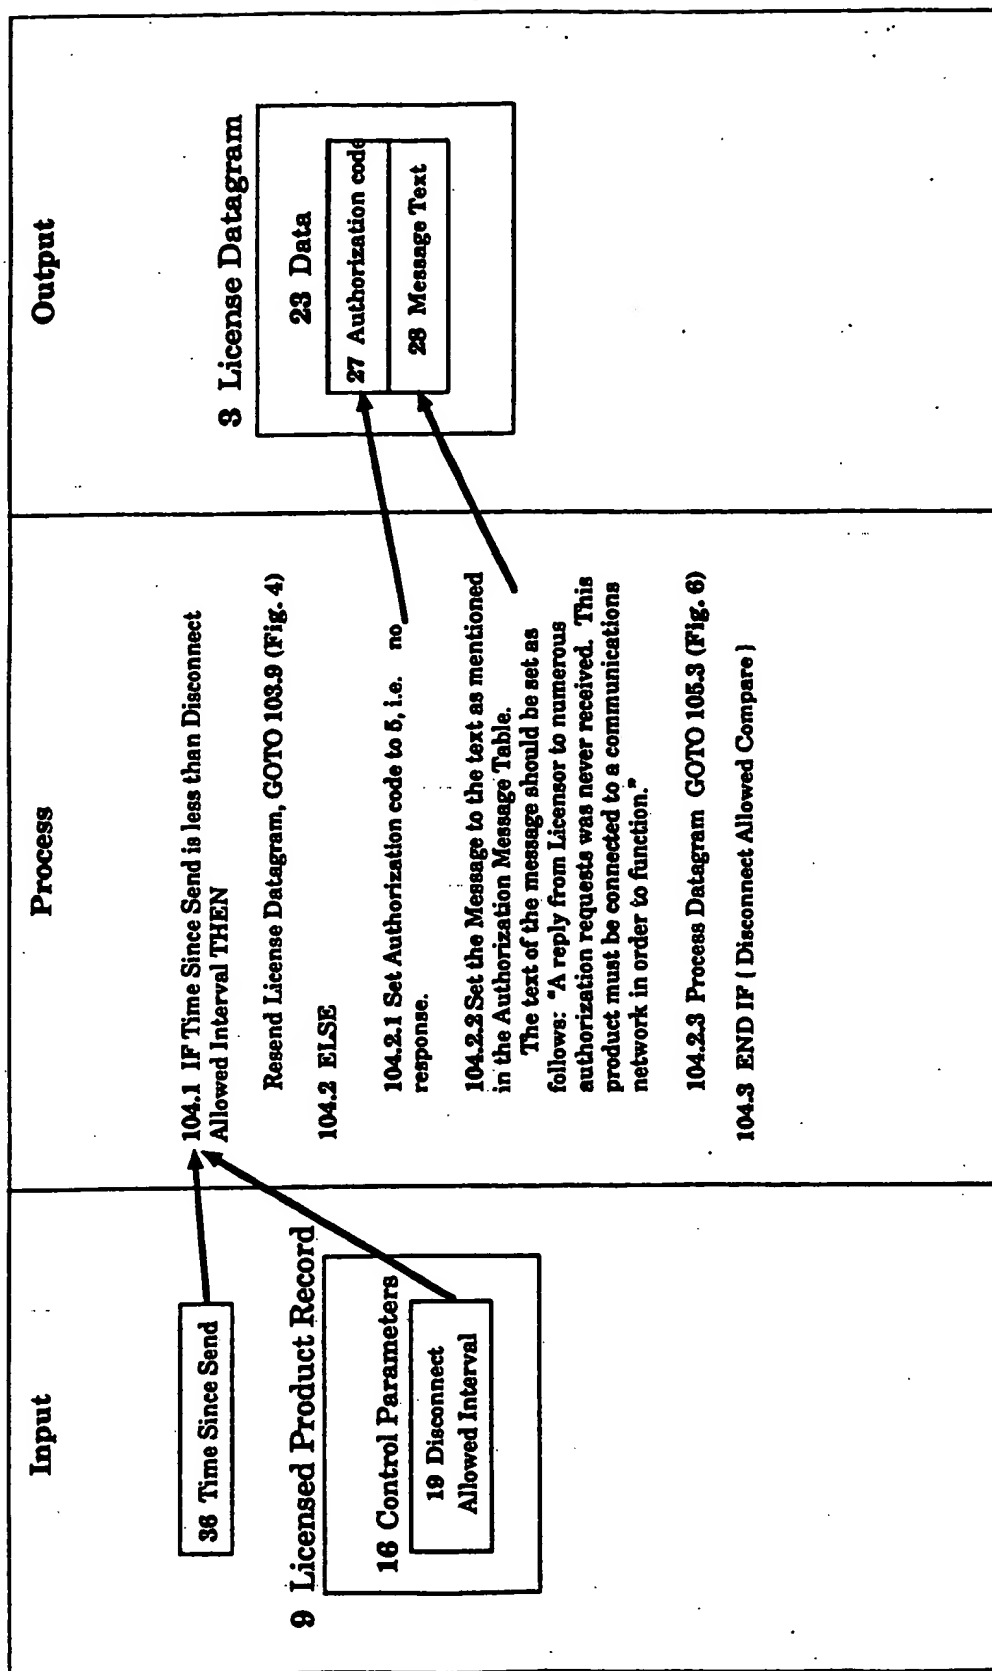 Input
36 Time Since Send
9 Licensed Product Record
16 Control Parameters
19 Disconnect
Allowed Interval
Process
104.1 IF Time Since Send is less than Disconnect
Allowed Interval THEN
Resend License Datagram, GOTO 103.9 (Fig. 4)
104.2 ELSE
104.2.1 Set Authorization code to 5, i.e. no
response.
104.2.2 Set the Message to the text as mentioned
in the Authorization Message Table.
The text of the message should be set as
follows: "A reply from Licensor to numerous
authorization requests was never received. This
product must be connected to a communications
network in order to function."
104.2.3 Process Datagram GOTO 105.3 (Fig. 6)
104.3 END IF { Disconnect Allowed Compare }
Output
3 License Datagram
23 Data
27 Authorization code
28 Message Text